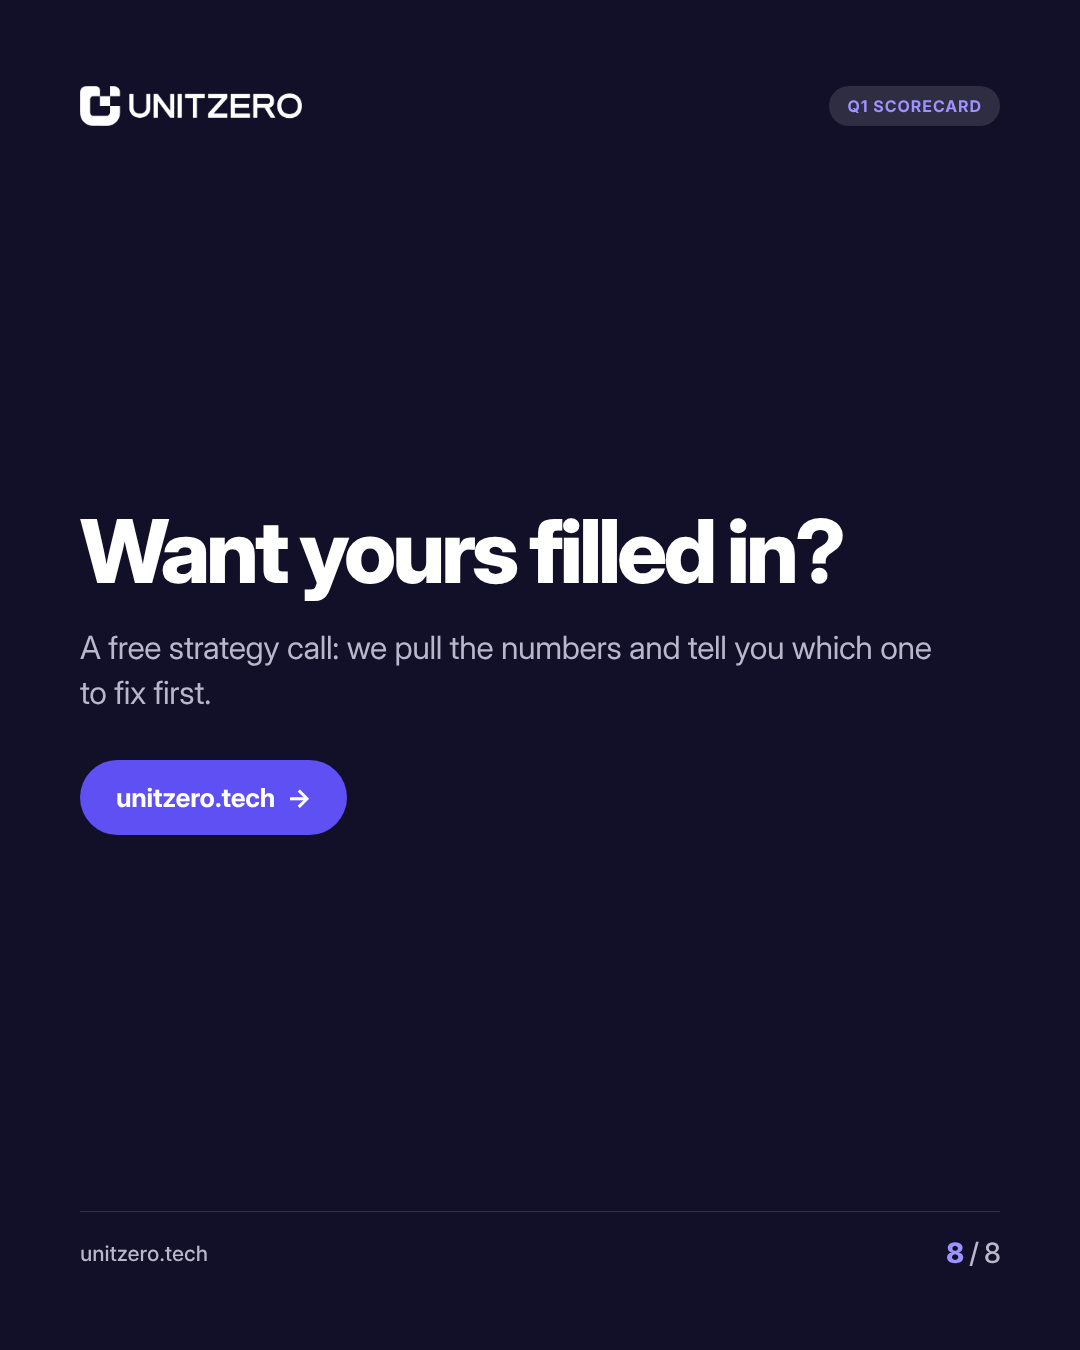 UNITZERO
Q1 SCORECARD
Want yours filled in?
A free strategy call: we pull the numbers and tell you which one
to fix first.
unitzero.tech →
unitzero.tech
8 / 8